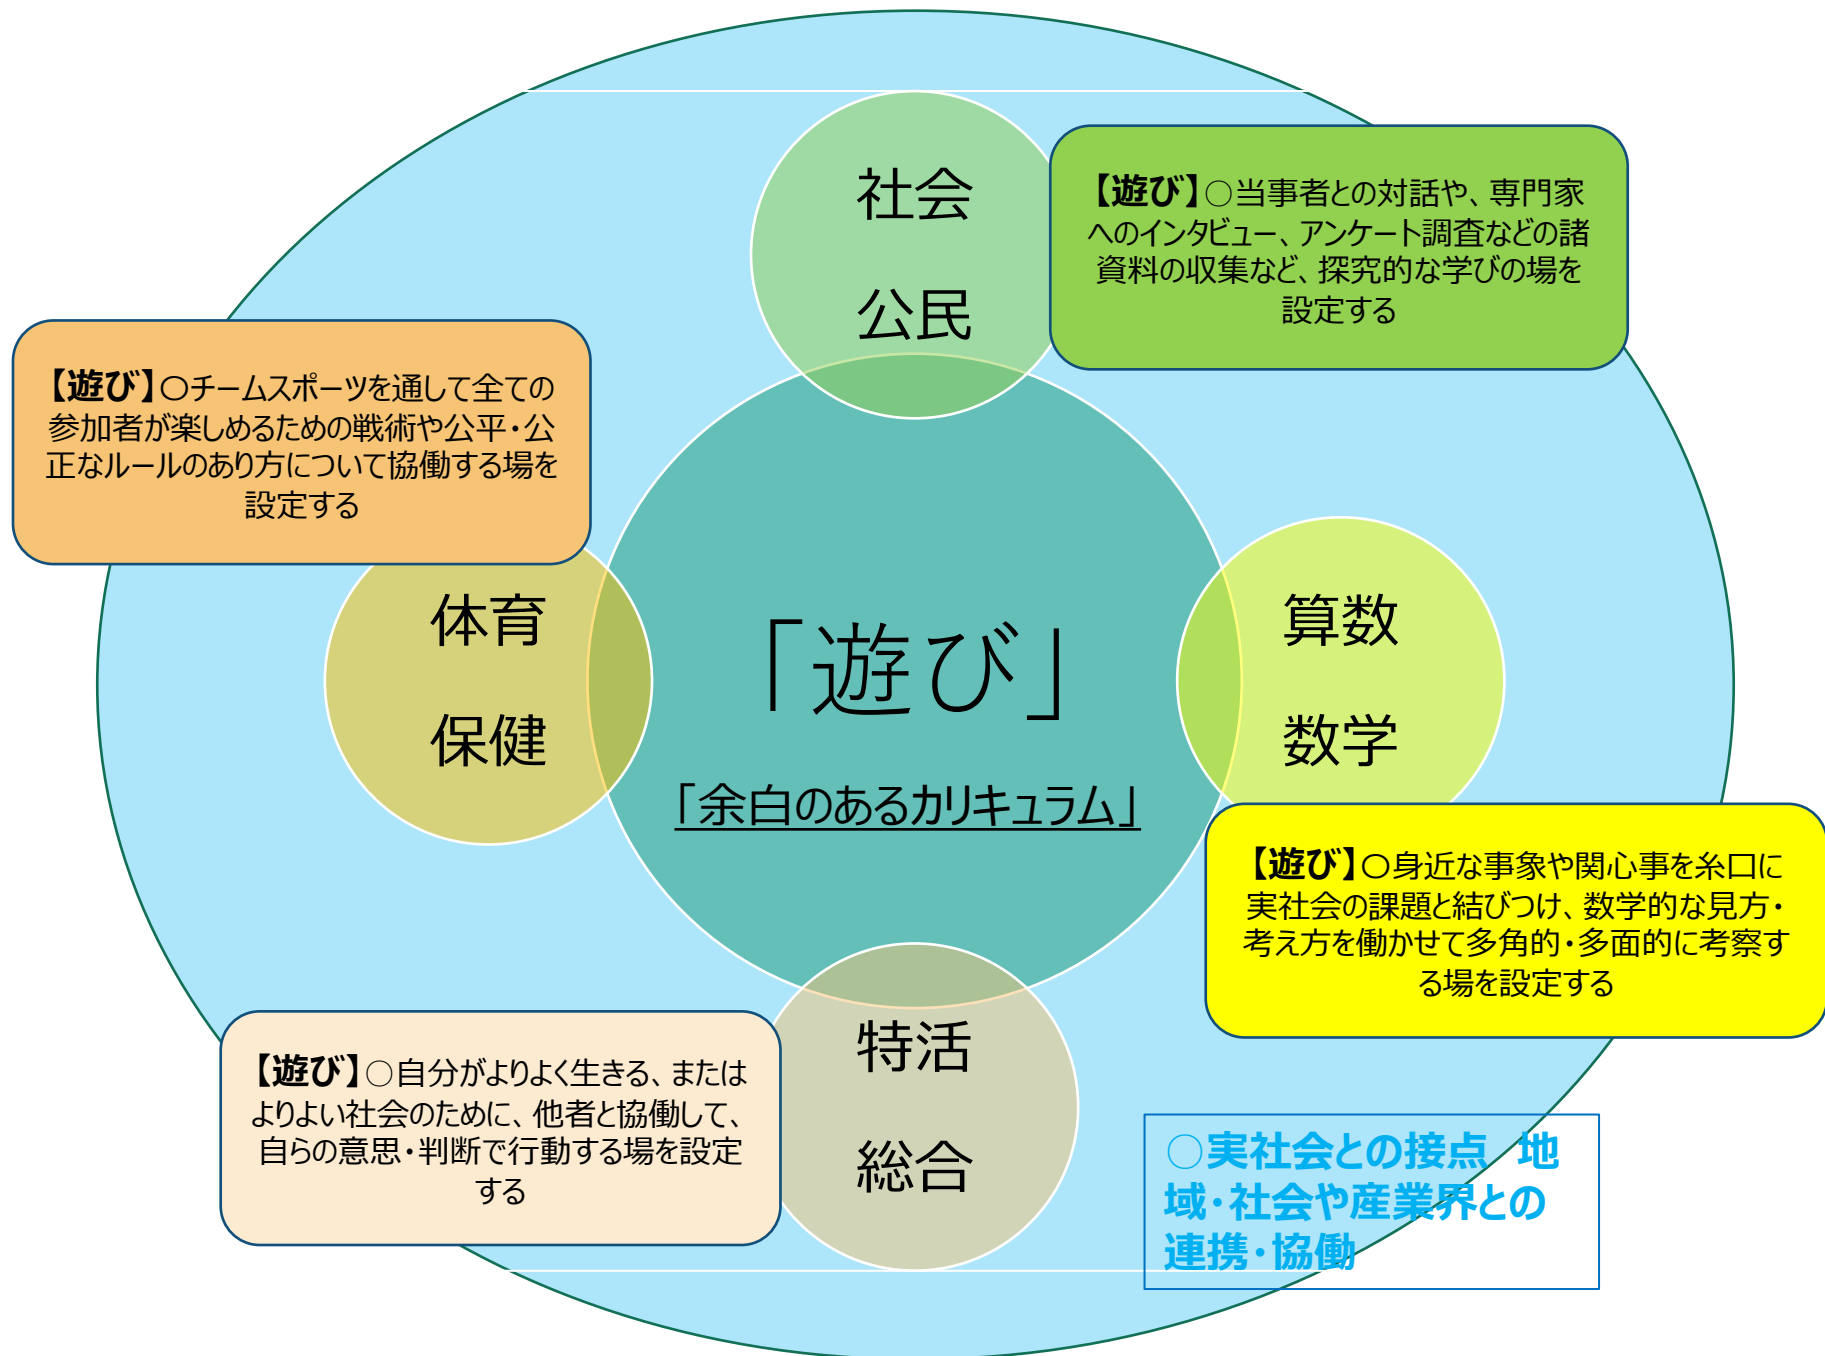 社会
公民
【遊び】○当事者との対話や、専門家
へのインタビュー、アンケート調査などの諸
資料の収集など、探究的な学びの場を
設定する
【遊び】〇チームスポーツを通して全ての
参加者が楽しめるための戦術や公平・公
正なルールのあり方について協働する場を
設定する
体育
保健
「遊び」
「余白のあるカリキュラム」
算数
数学
【遊び】〇身近な事象や関心事を糸口に
実社会の課題と結びつけ、数学的な見方・
考え方を働かせて多角的・多面的に考察す
る場を設定する
【遊び】○自分がよりよく生きる、または
よりよい社会のために、他者と協働して、
自らの意思・判断で行動する場を設定
する
特活
総合
○実社会との接点　地
域・社会や産業界との
連携・協働